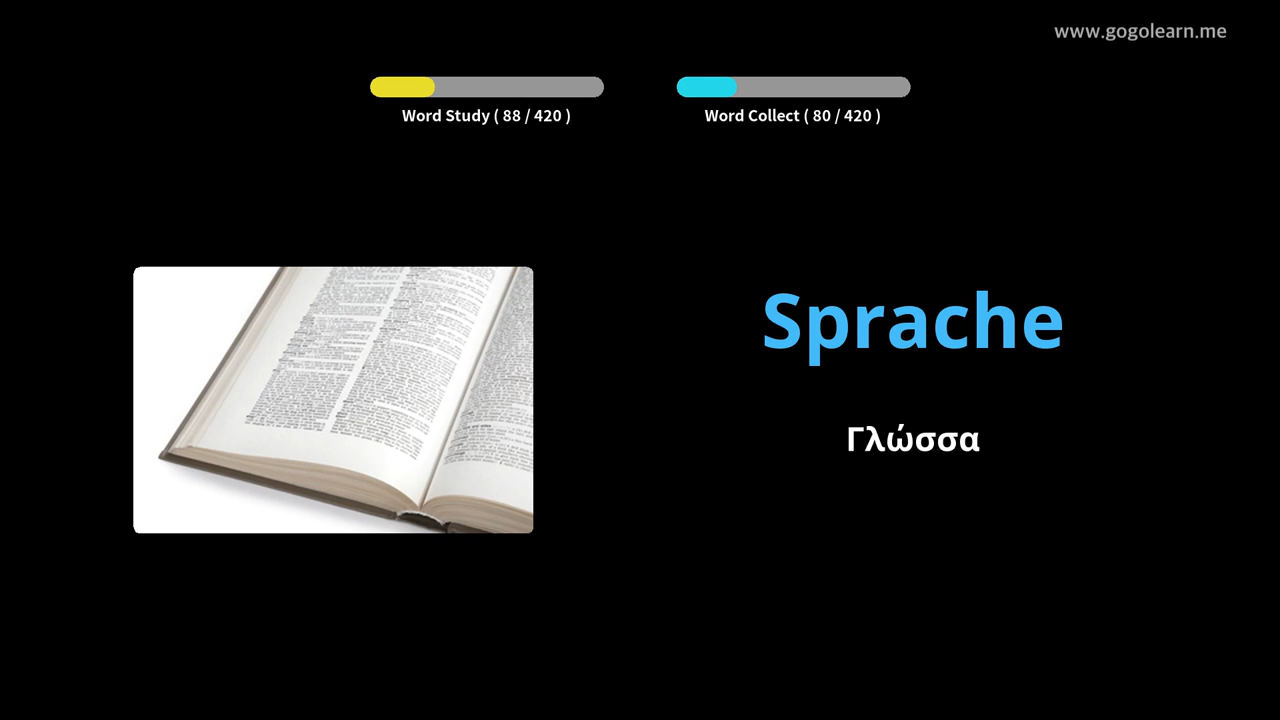 www.gogolearn.me
Word Study ( 88 / 420 )
Word Collect ( 80 / 420 )
Sprache
Γλώσσα